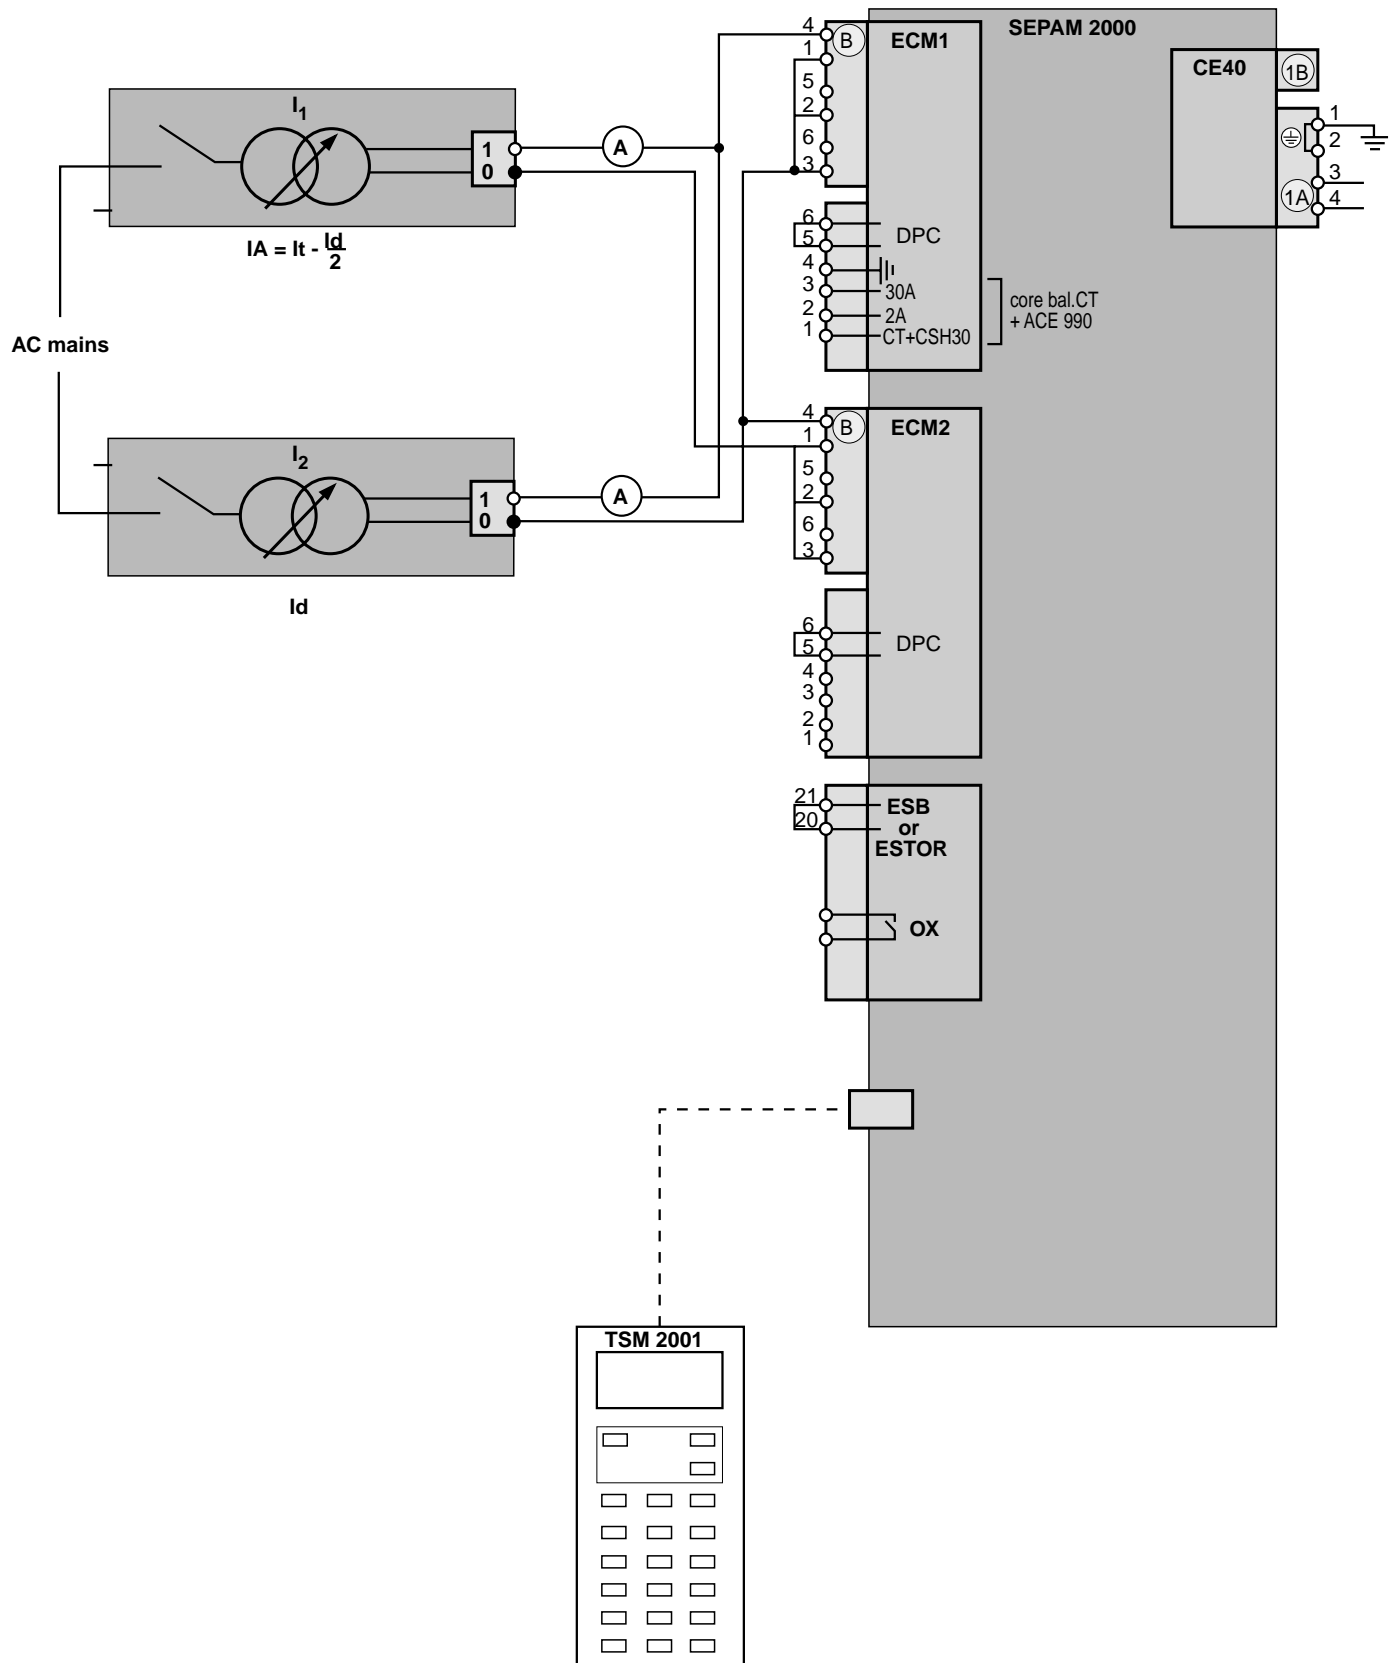 SEPAM 2000
4
B
ECM1
1
5
2
6
3
CE40
1B
1
2
3
1A
4
I1
1
0
A
IA = It - Id
2
AC mains
6
DPC
5
4
3
30A
2
2A
1
CT+CSH30
core bal.CT
+ ACE 990
4
B
ECM2
1
5
2
6
3
I2
1
0
A
Id
6
DPC
5
4
3
2
1
21
20
ESB
or
ESTOR
OX
TSM 2001